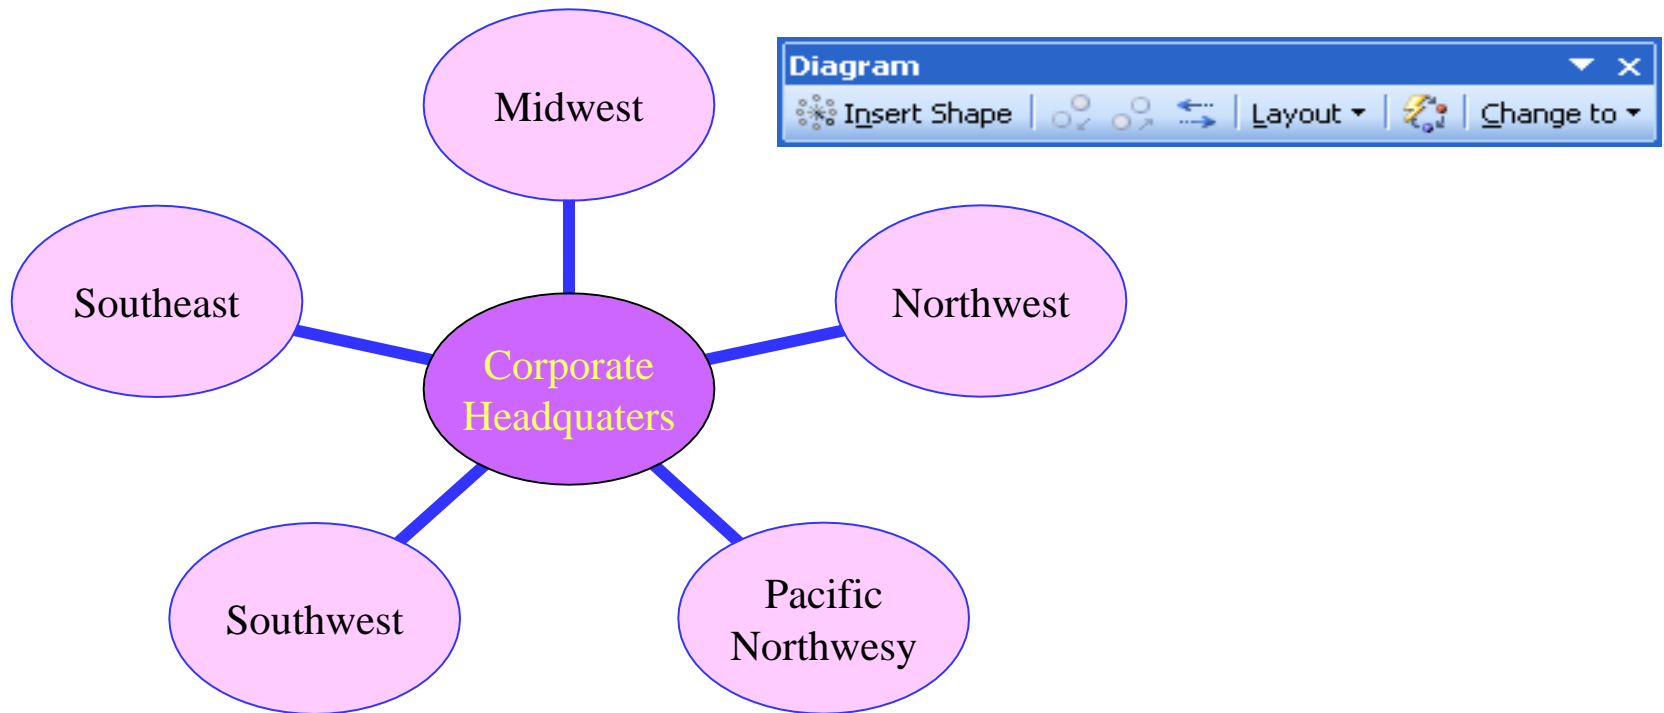 Midwest
Diagram
Insert Shape
Layout
Change to
Southeast
Northwest
Corporate
Headquaters
Southwest
Pacific
Northwesy